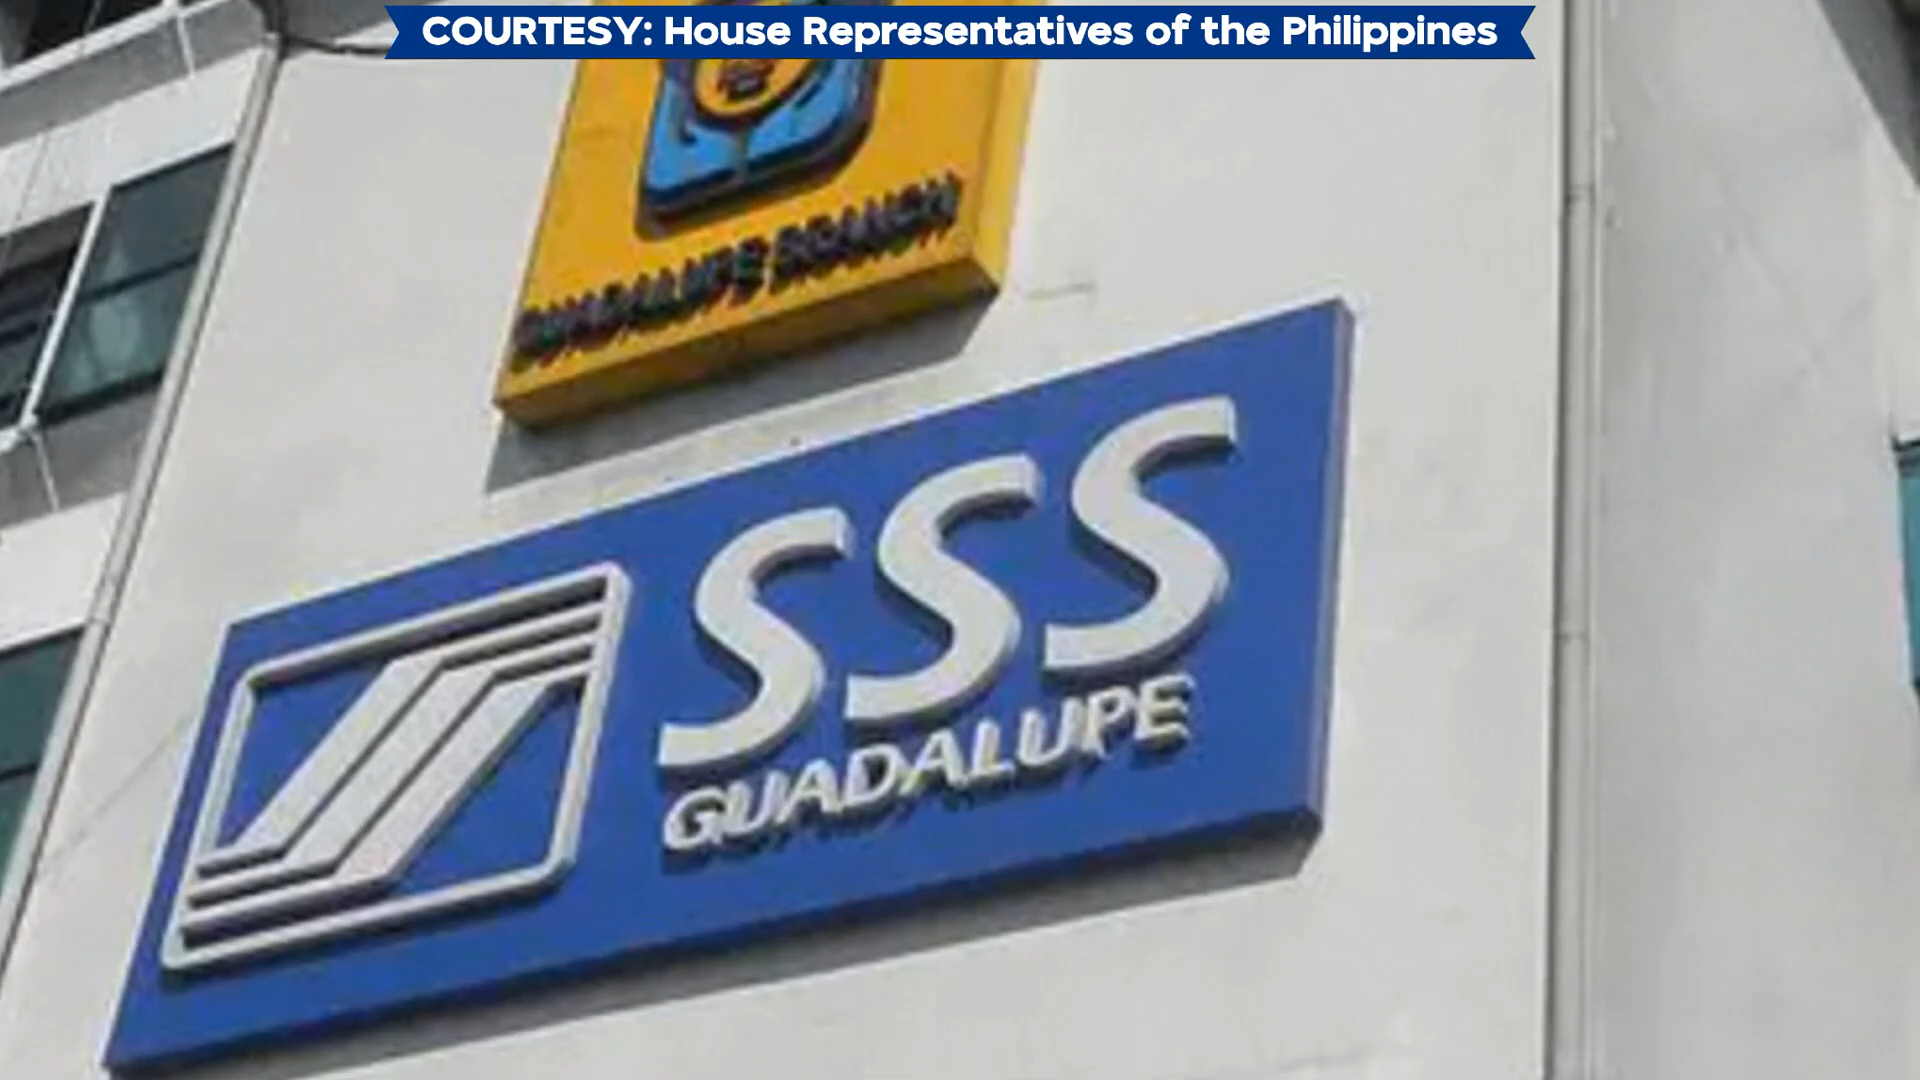 COURTESY: House Representatives of the Philippines
GUADALUPE BRANCH
SSS
GUADALUPE